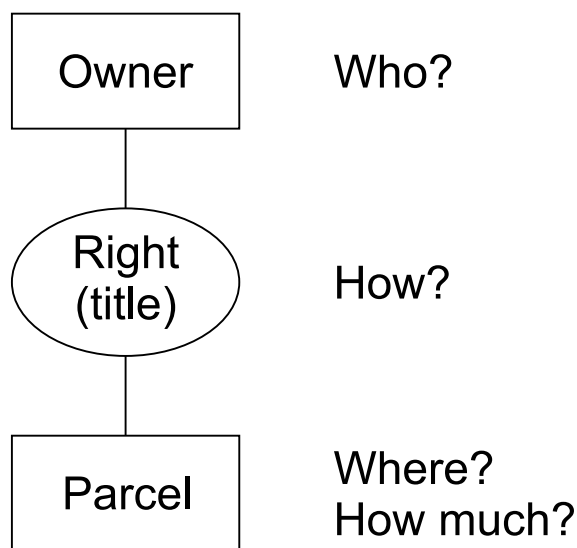 Owner Who?
Right
(title)
How?
Parcel
Where?
How much?